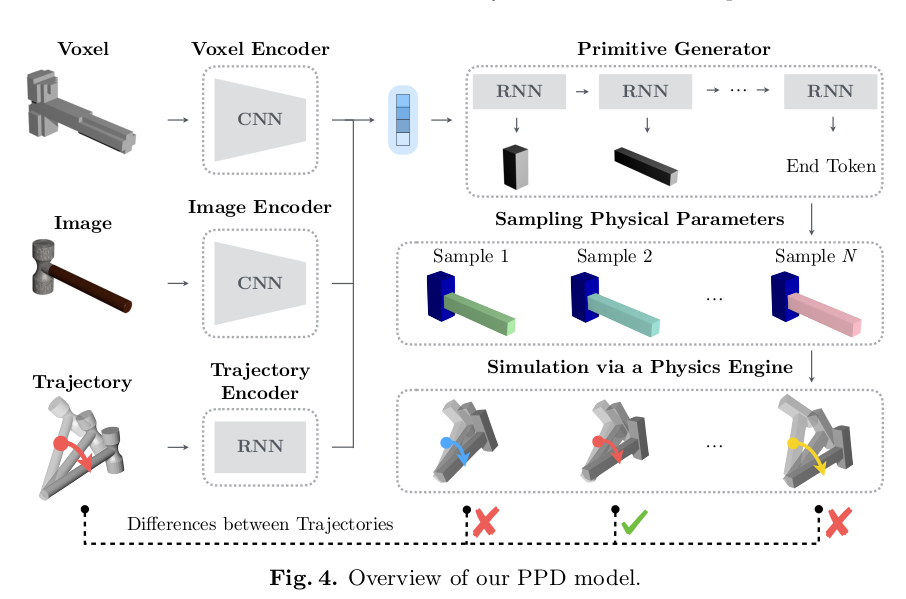 Voxel
Voxel Encoder
CNN
Image
Image Encoder
CNN
Trajectory
Trajectory
Encoder
RNN
Primitive Generator
RNN
RNN
...
RNN
End Token
Sampling Physical Parameters
Sample 1
Sample 2
Sample N
...
Simulation via a Physics Engine
...
Differences between Trajectories
Fig. 4. Overview of our PPD model.